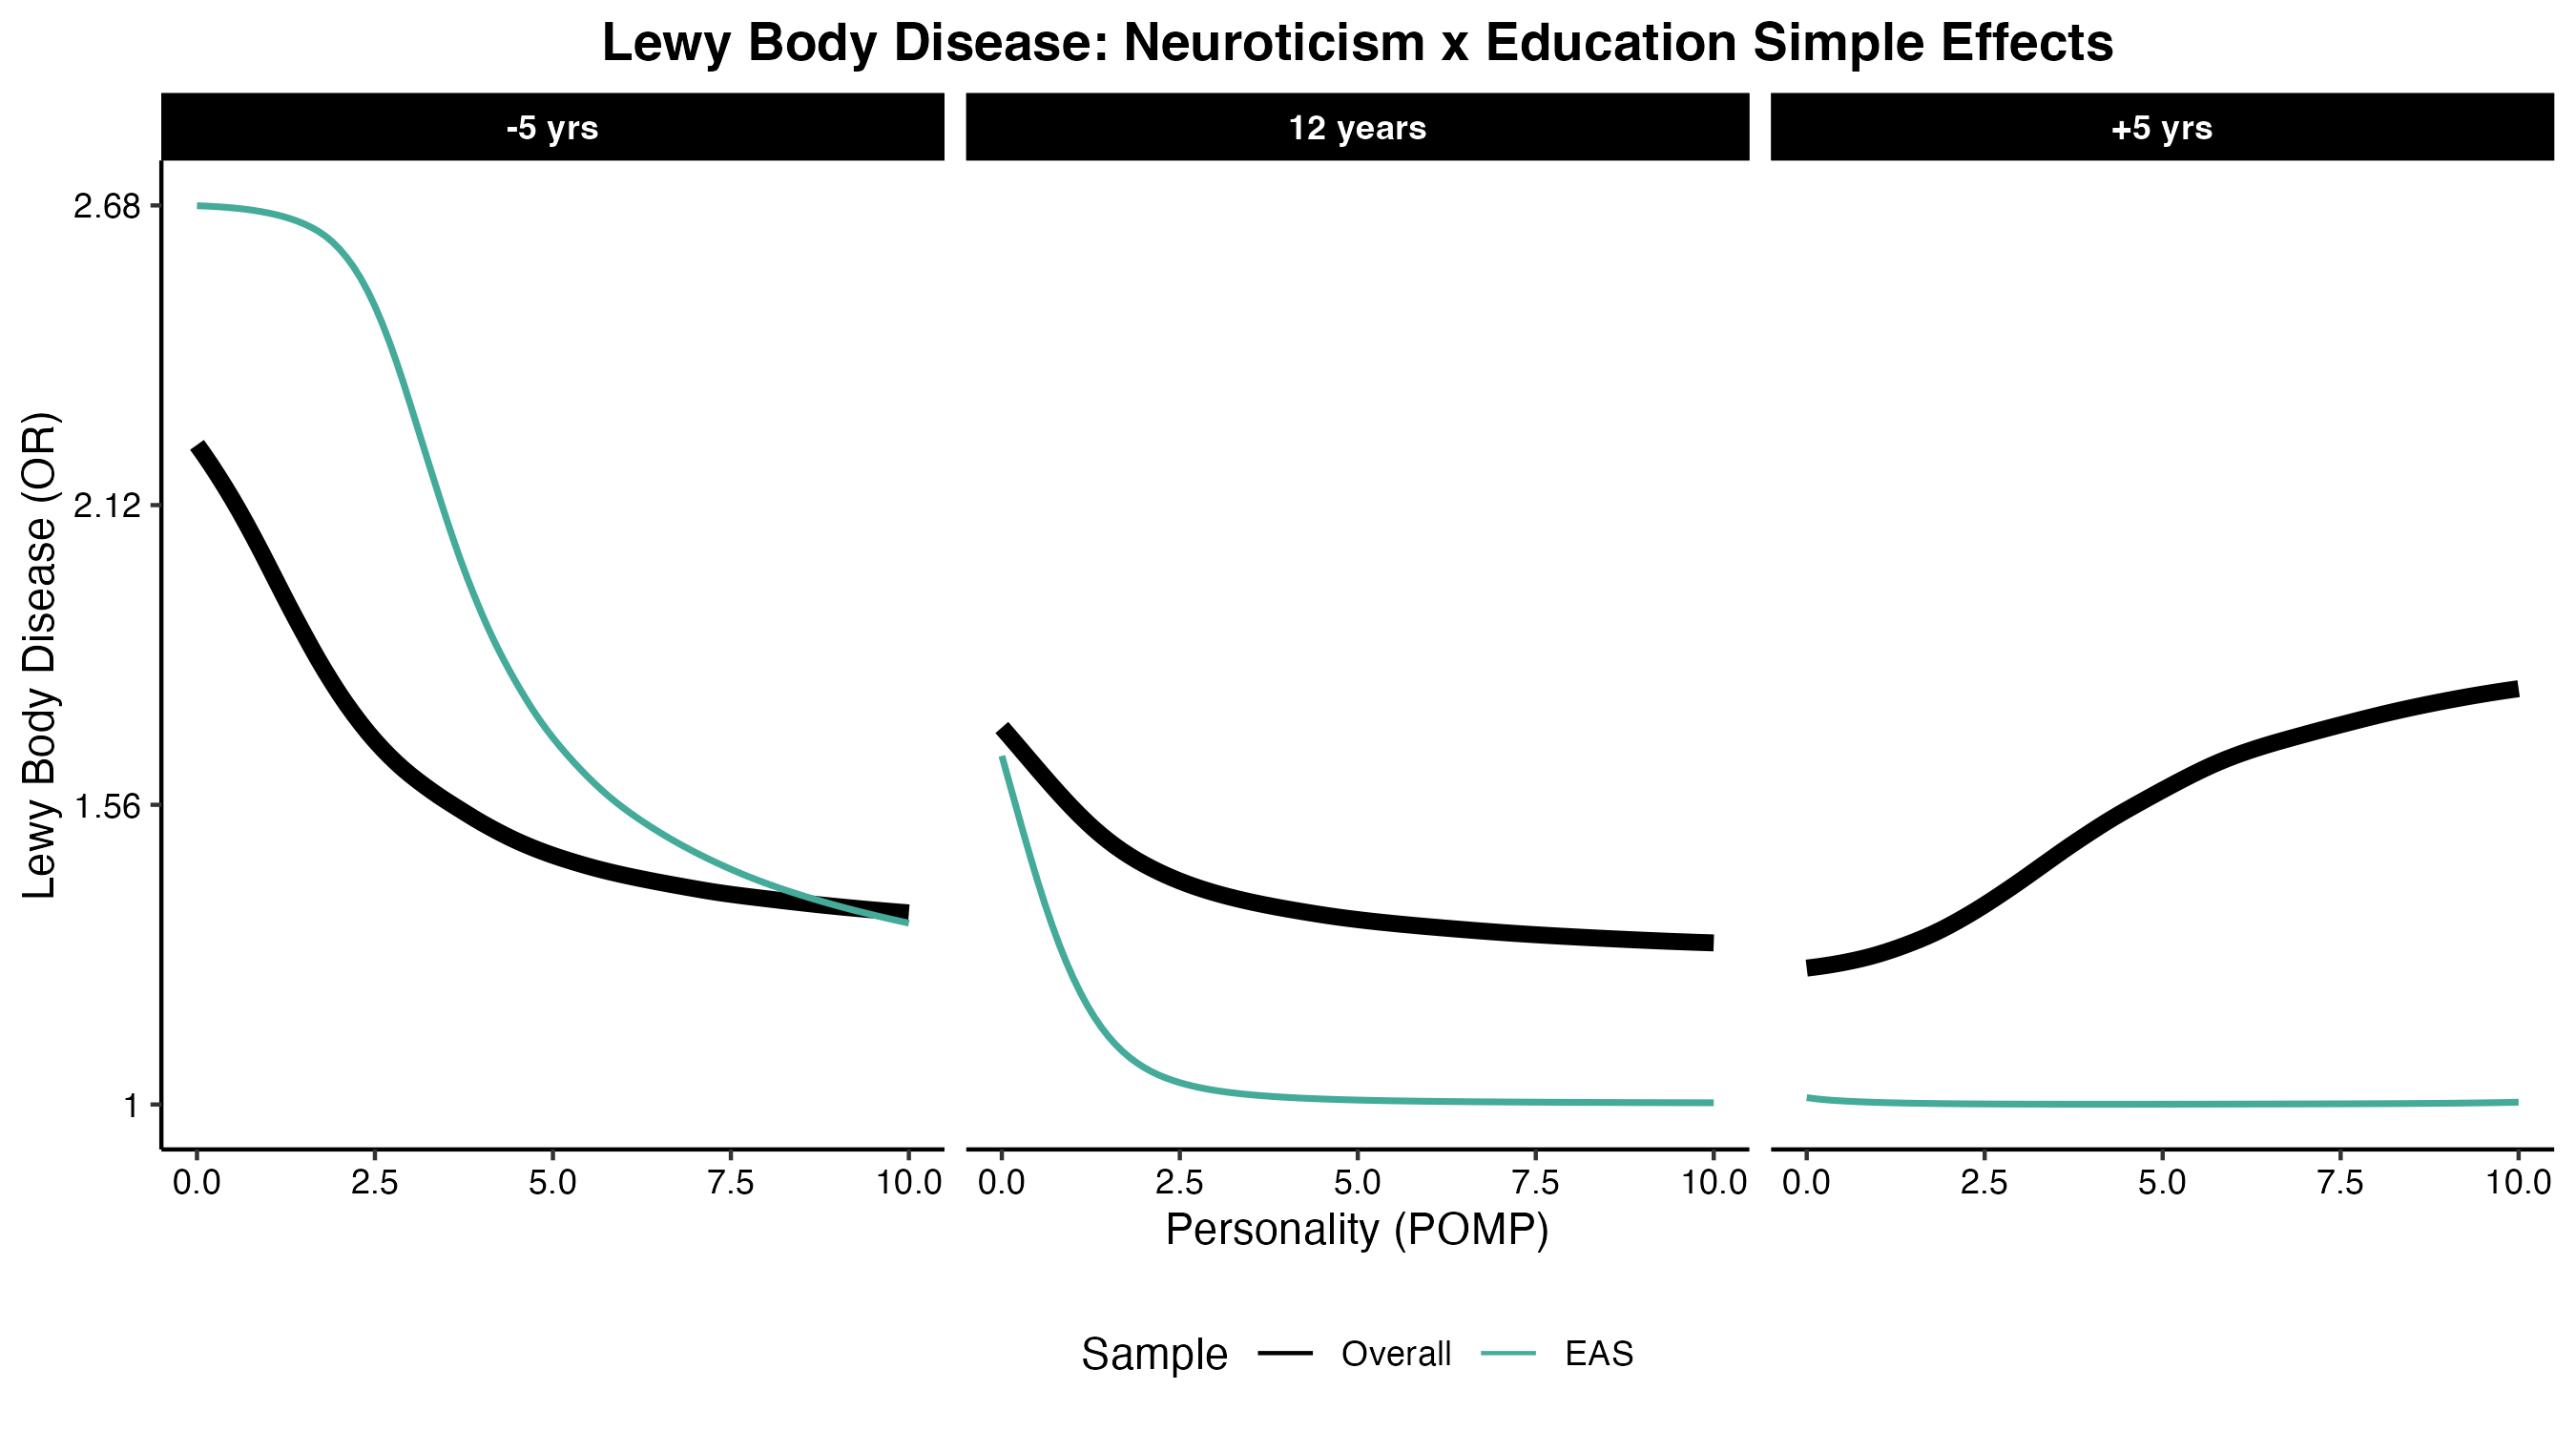 Lewy Body Disease: Neuroticism x Education Simple Effects
-5 yrs 12 years +5 yrs
Lewy Body Disease (OR)
2.68
2.12
1.56
1
0.0 2.5 5.0 7.5 10.0 0.0 2.5 5.0 7.5 10.0 0.0 2.5 5.0 7.5 10.0
Personality (POMP)
Sample Overall EAS